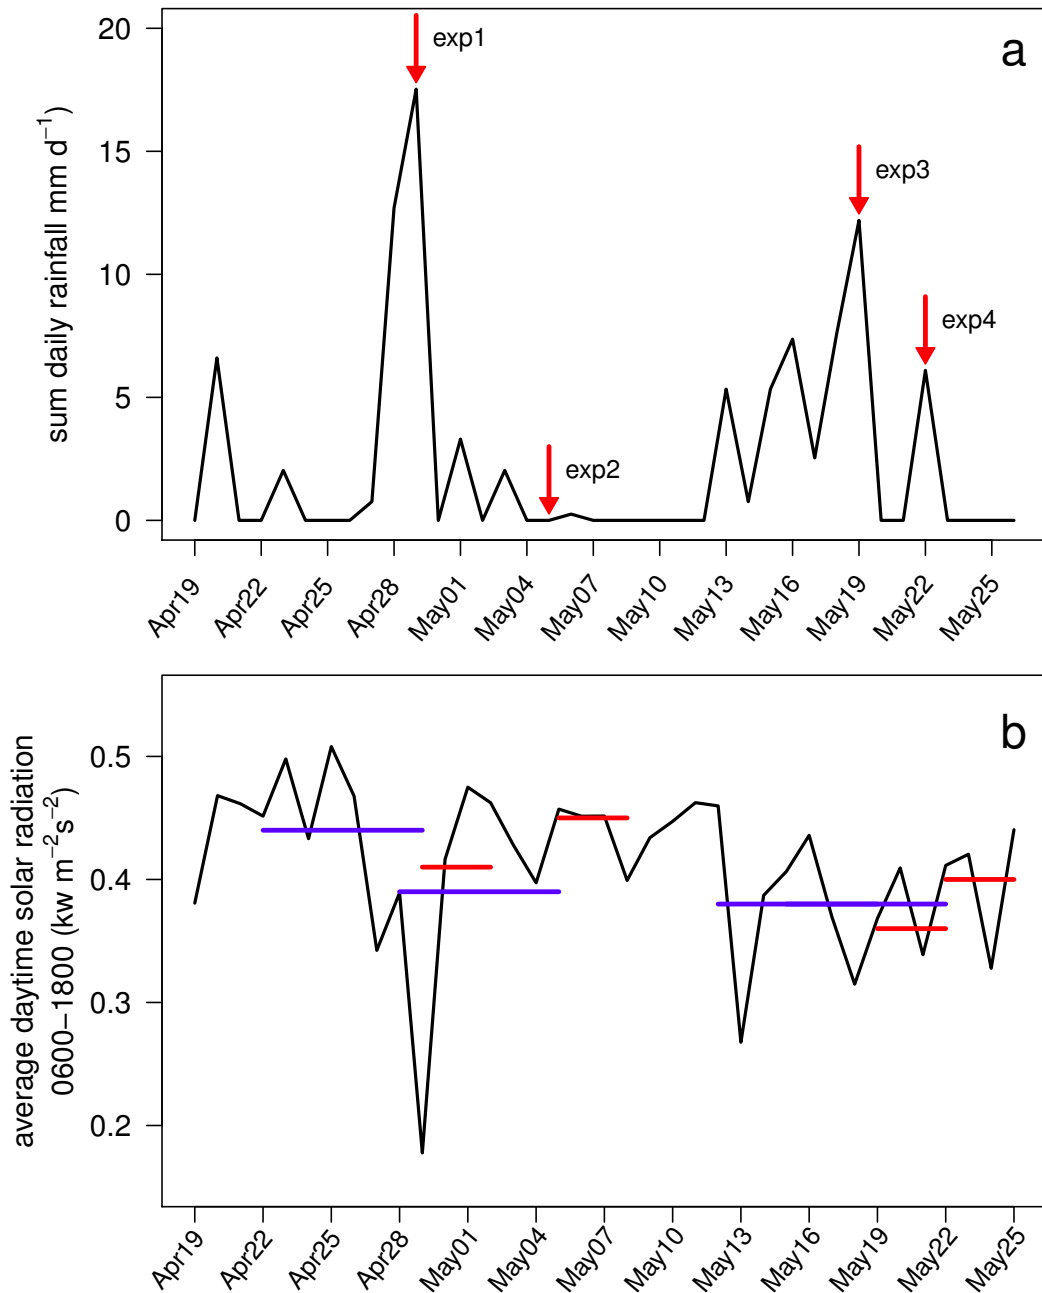 a
sum daily rainfall mm d−1)
20
15
10
5
0
exp1
exp2
exp3
exp4
Apr19
Apr22
Apr25
Apr28
May01
May04
May07
May10
May13
May16
May19
May22
May25
b
average daytime solar radiation
0600−1800 (kw m−2s−2)
0.5
0.4
0.3
0.2
Apr19
Apr22
Apr25
Apr28
May01
May04
May07
May10
May13
May16
May19
May22
May25